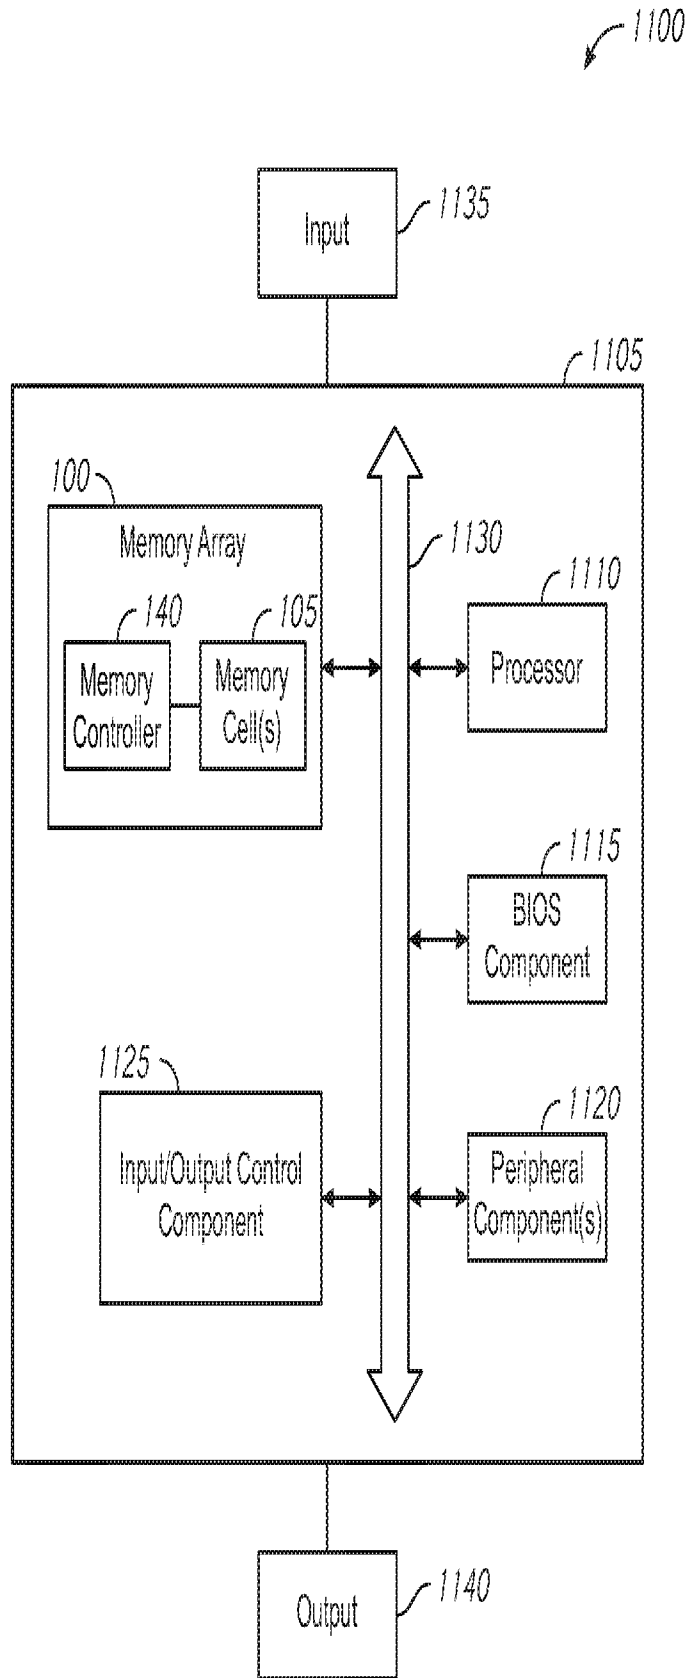 1100
Input
1135
1105
100
Memory Array
1130
1110
140
105
Processor
Memory
Controller
Memory
Cell(s)
1115
BIOS
Component
1125
1120
Input/Output Control
Component
Peripheral
Component(s)
Output
1140